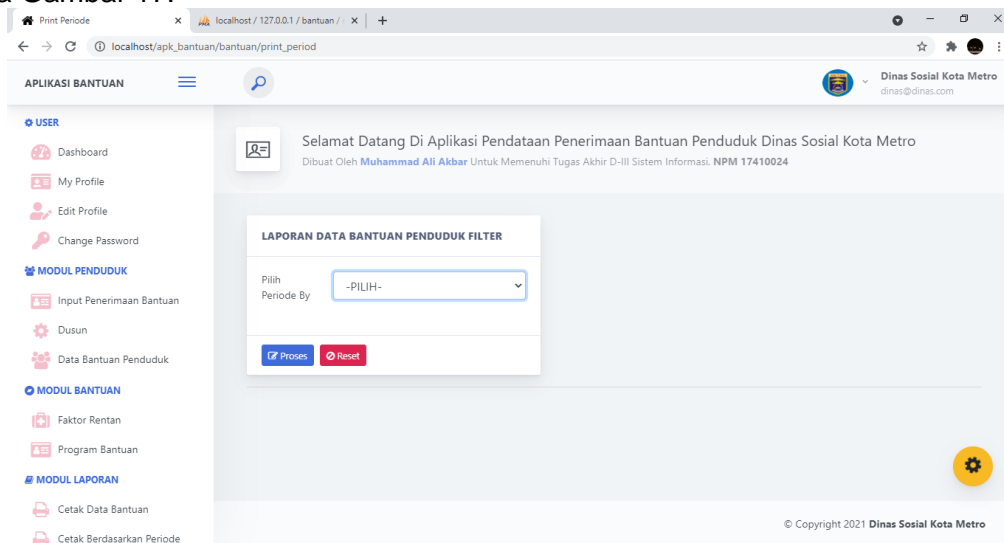 Print Periode
localhost / 127.0.0.1 / bantuan /
localhost/apk_bantuan/bantuan/print_period
APLIKASI BANTUAN
Dinas Sosial Kota Metro
dinas@dinas.com
USER
Dashboard
My Profile
Edit Profile
Change Password
MODUL PENDUDUK
Input Penerimaan Bantuan
Dusun
Data Bantuan Penduduk
MODUL BANTUAN
Faktor Rentan
Program Bantuan
MODUL LAPORAN
Cetak Data Bantuan
Cetak Berdasarkan Periode
Selamat Datang Di Aplikasi Pendataan Penerimaan Bantuan Penduduk Dinas Sosial Kota Metro
Dibuat Oleh Muhammad Ali Akbar Untuk Memenuhi Tugas Akhir D-III Sistem Informasi. NPM 17410024
LAPORAN DATA BANTUAN PENDUDUK FILTER
Pilih
Periode By
-PILIH-
Proses
Reset
© Copyright 2021 Dinas Sosial Kota Metro